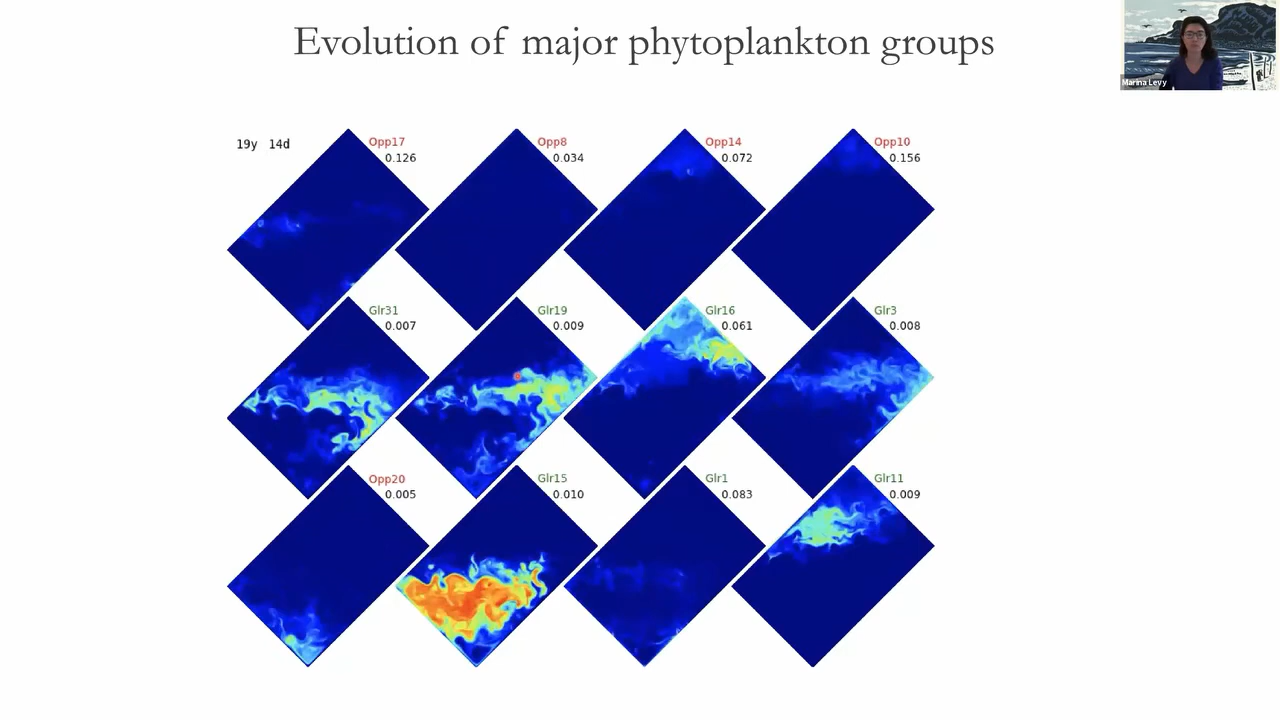 Evolution of major phytoplankton groups
Marina Levy
19y 14d
Opp17
0.126
Opp8
0.034
Opp14
0.072
Opp10
0.156
Glr31
0.007
Glr19
0.009
Glr16
0.061
Glr3
0.008
Opp20
0.005
Glr15
0.010
Glr1
0.083
Glr11
0.009